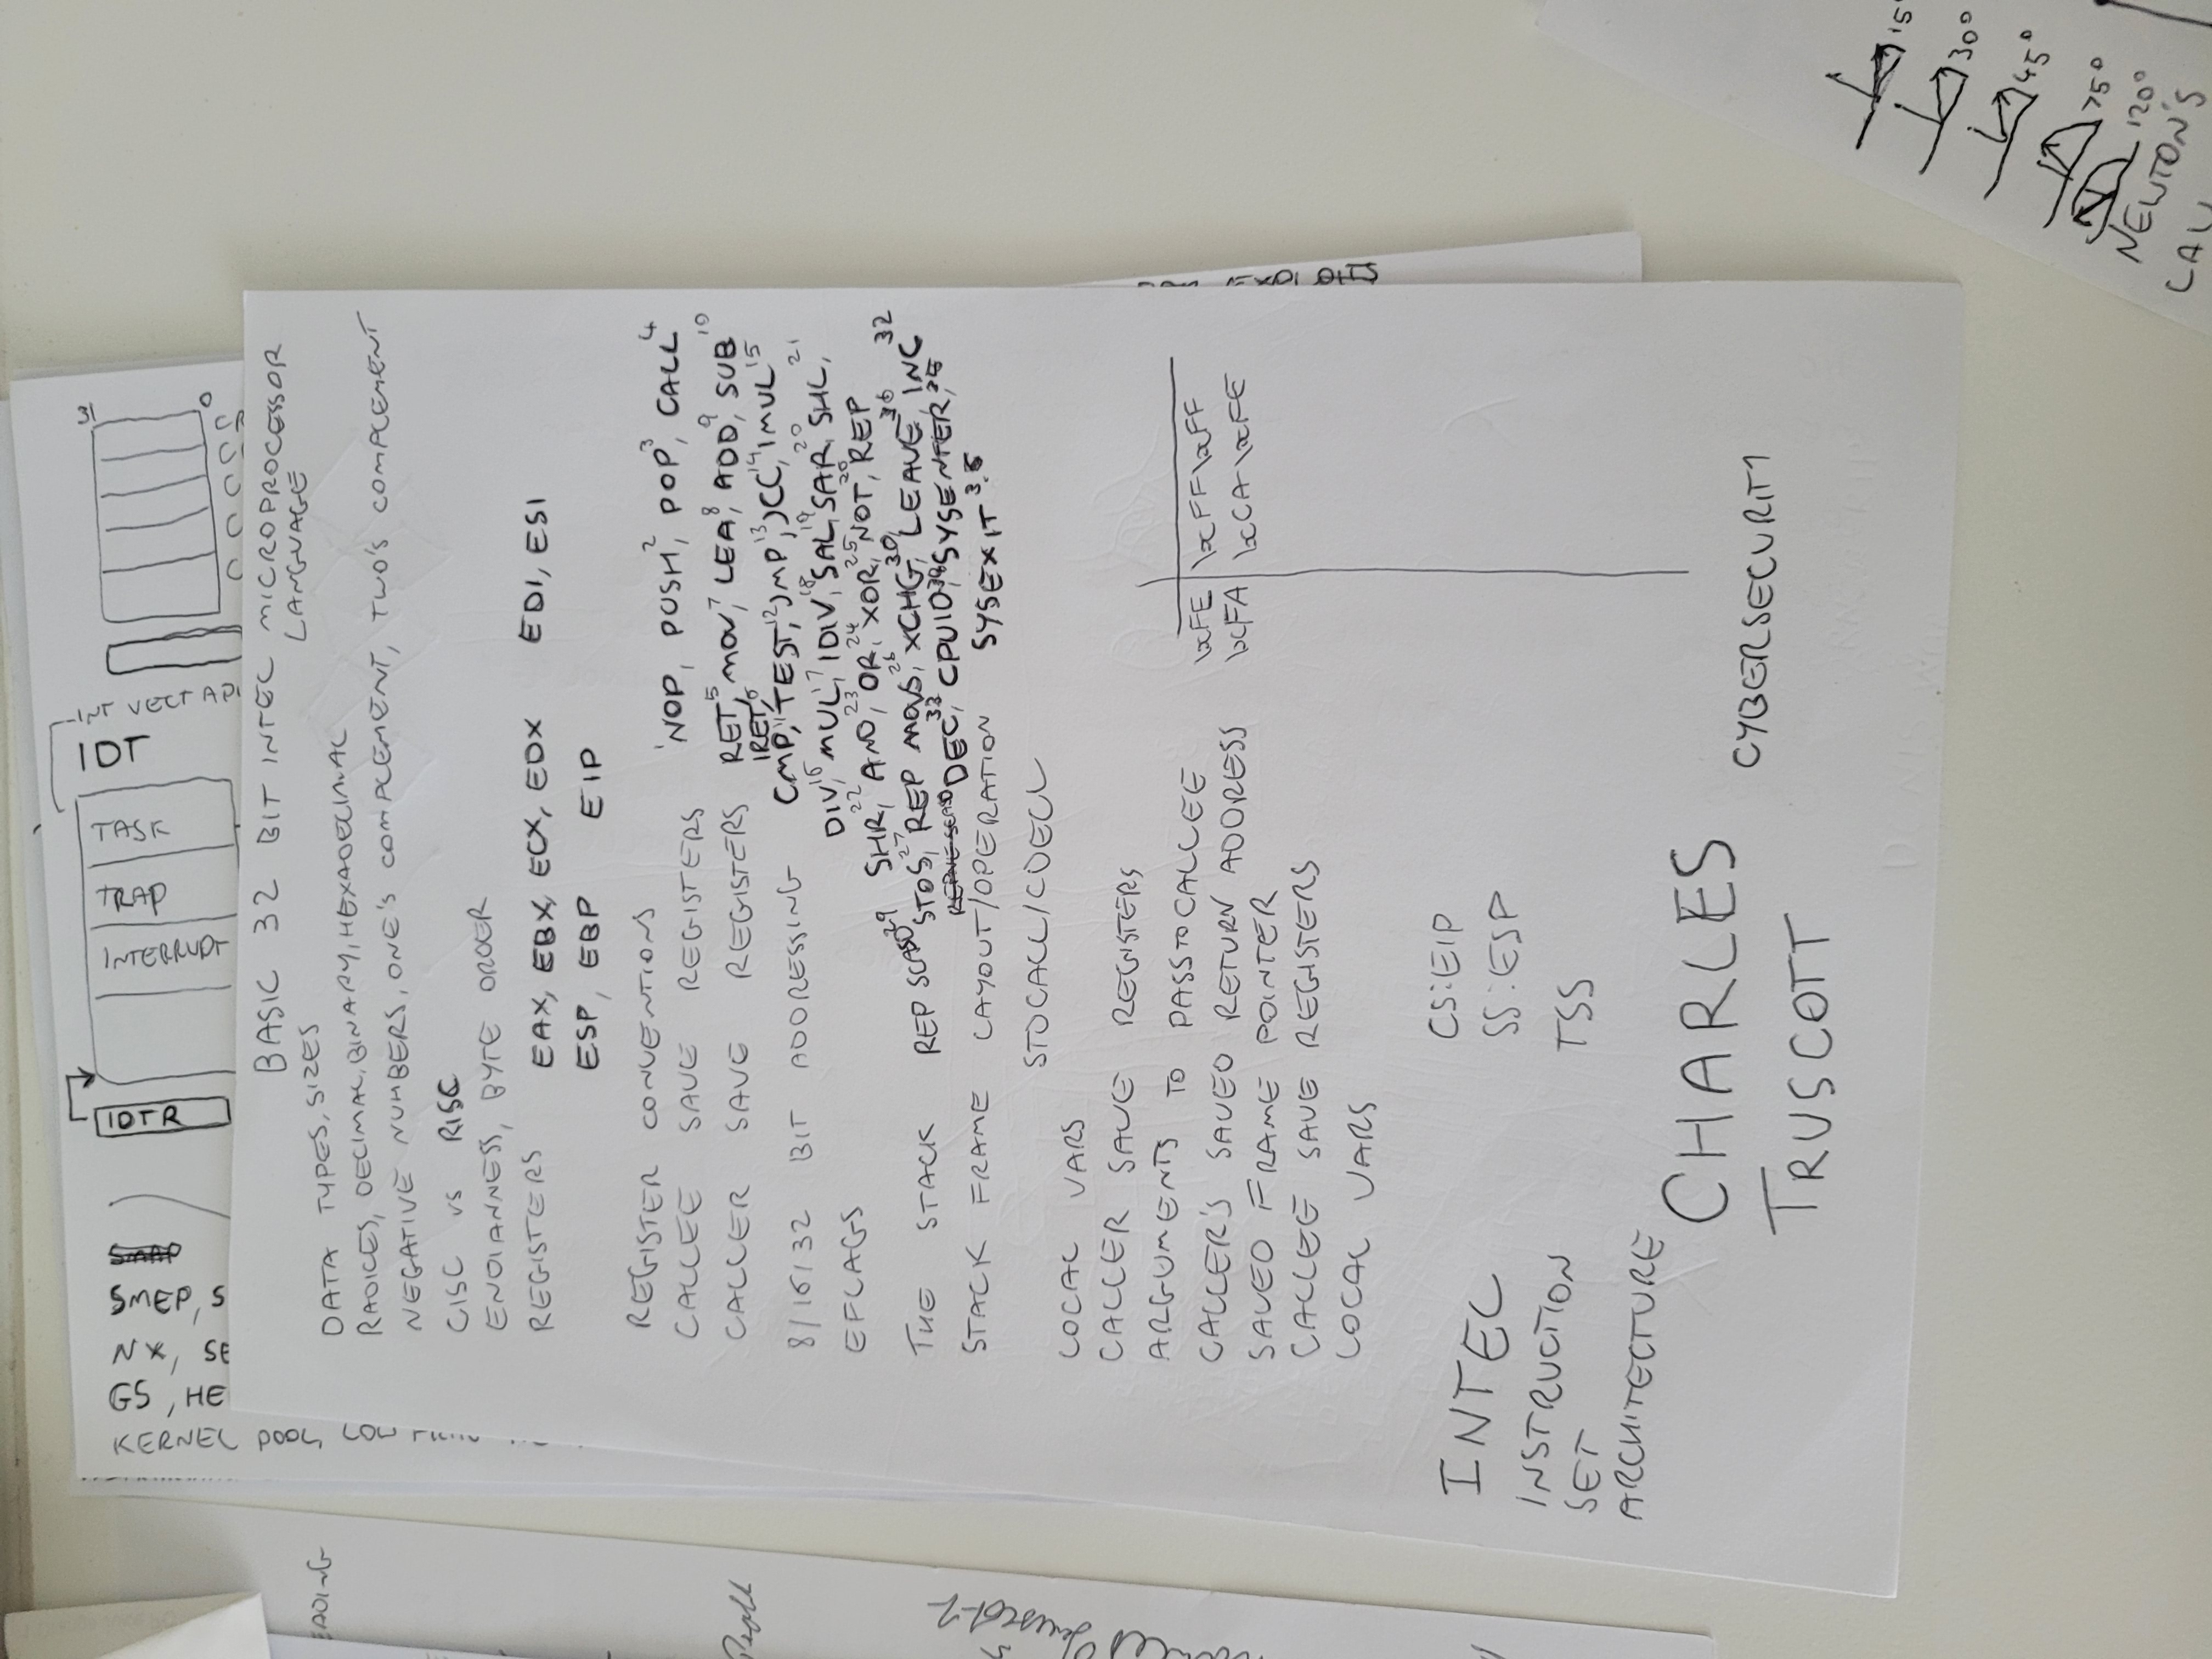 31
0
INT VECT
IDT
TASK
TRAP
INTERRUPT
IDTR
SMEP, S
NX, SE
GS, HE
KERNEL POOL, LOW
EADING
BASIC 32 BIT INTEL MICROPROCESSOR
LANGUAGE
DATA TYPES, SIZES
RADICES, DECIMAL, BINARY, HEXADECIMAL
NEGATIVE NUMBERS, ONE'S COMPLEMENT, TWO'S COMPLEMENT
CISC vs RISC
ENDIANNESS, BYTE ORDER
REGISTERS EAX, EBX, ECX, EDX EDI, ESI
ESP, EBP EIP
REGISTER CONVENTIONS
1 NOP, PUSH 2, POP 3, CALL 4
CALLEE SAVE REGISTERS
RET 5, MOV 7, LEA 8, ADD 9, SUB 10
CALLER SAVE REGISTERS
IRET 6
CMP 11, TEST 12, JMP 13, JCC 14, IMUL 15
8/16/32 BIT ADDRESSING
DIV 16, MUL 17, IDIV 18, SAL 19, SAR 20, SHL 21,
EFLAGS
SHR 22, AND 23, OR 24, XOR 25, NOT 26, REP
THE STACK REP SCASD 29 STOS 27, REP MOVS 28, XCHG 30, LEAVE 36, INC 32
REPNE SCASD DEC 33, CPUID 34, SYSENTER, 35
STACK FRAME LAYOUT/OPERATION SYSEXIT 3.5
STDCALL/CDECL
LOCAL VARS
CALLER SAVE REGISTERS
ARGUMENTS TO PASS TO CALLEE
CALLER'S SAVED RETURN ADDRESS
SAVED FRAME POINTER
CALLEE SAVE REGISTERS
LOCAL VARS
\xFE \xFF\xFF
\xFA \xCA\xFE
CS:EIP
SS:ESP
TSS
INTEL
INSTRUCTION
SET
ARCHITECTURE
CHARLES
TRUSCOTT
CYBERSECURITY
15°
30°
45°
75°
120°
NEWTON'S